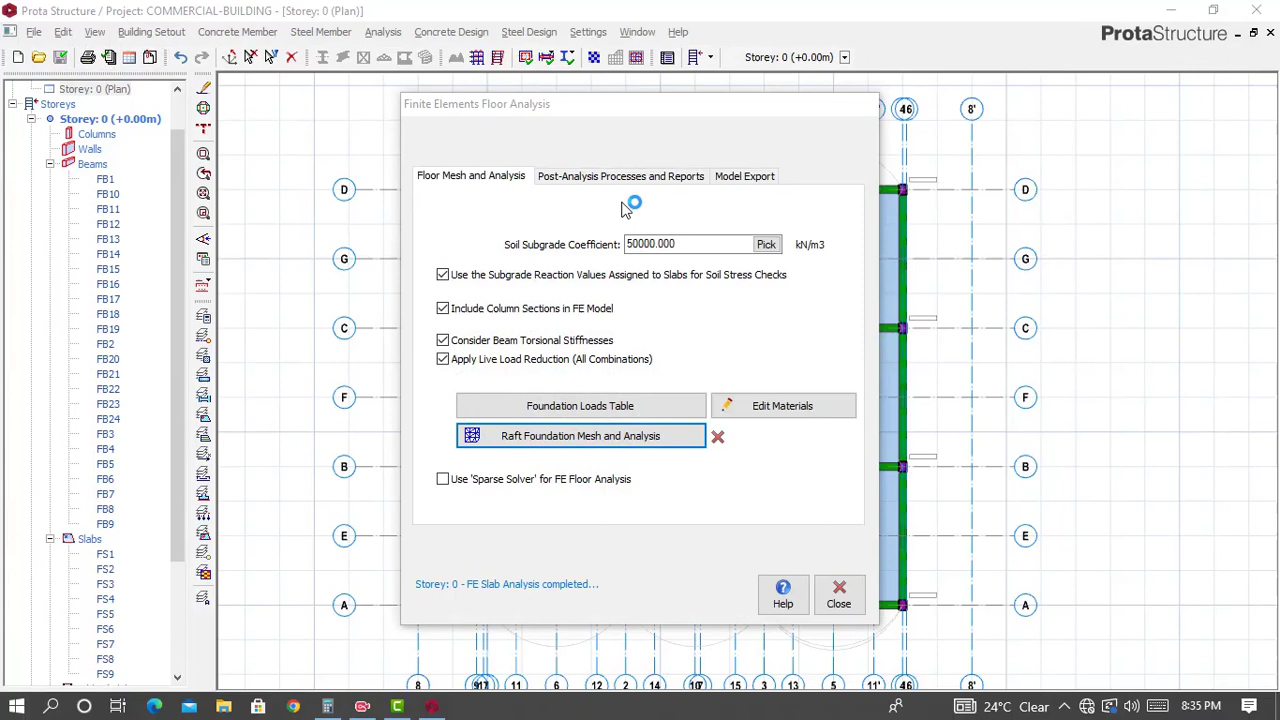 Prota Structure / Project: COMMERCIAL-BUILDING - [Storey: 0 (Plan)]
File Edit View Building Setout Concrete Member Steel Member Analysis Concrete Design Steel Design Settings Window Help
ProtaStructure
Storey: 0 (+0.00m)
Storey: 0 (Plan)
Storeys
Storey: 0 (+0.00m)
Columns
Walls
Beams
FB1
FB10
FB11
FB12
FB13
FB14
FB15
FB16
FB17
FB18
FB19
FB2
FB20
FB21
FB22
FB23
FB24
FB3
FB4
FB5
FB6
FB7
FB8
FB9
Slabs
FS1
FS2
FS3
FS4
FS5
FS6
FS7
FS8
FS9
Finite Elements Floor Analysis
Floor Mesh and Analysis Post-Analysis Processes and Reports Model Export
Soil Subgrade Coefficient: 50000.000 Pick kN/m3
Use the Subgrade Reaction Values Assigned to Slabs for Soil Stress Checks
Include Column Sections in FE Model
Consider Beam Torsional Stiffnesses
Apply Live Load Reduction (All Combinations)
Foundation Loads Table Edit Materials
Raft Foundation Mesh and Analysis
Use 'Sparse Solver' for FE Floor Analysis
Storey: 0 - FE Slab Analysis completed...
Help Close
46 8'
D D
G G
C C
F F
B B
E E
A A
8 11 6 12 2 14 15 3 13 5 11' 46 8'
24°C Clear 8:35 PM